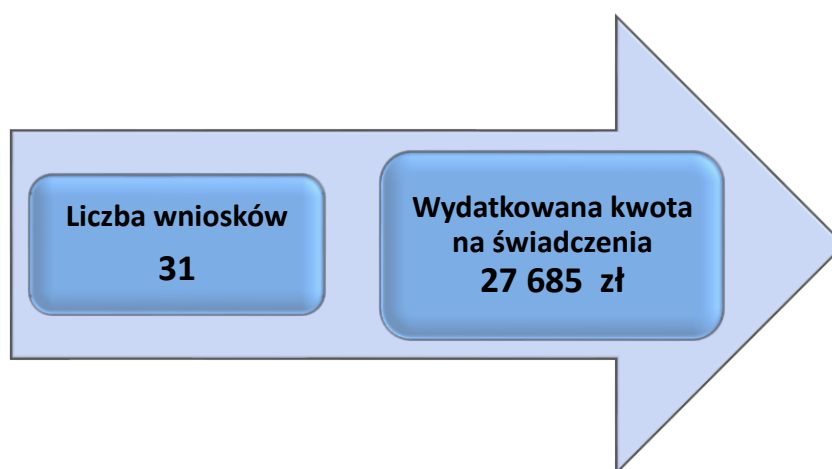 Liczba wniosków
31
Wydatkowana kwota
na świadczenia
27 685 zł